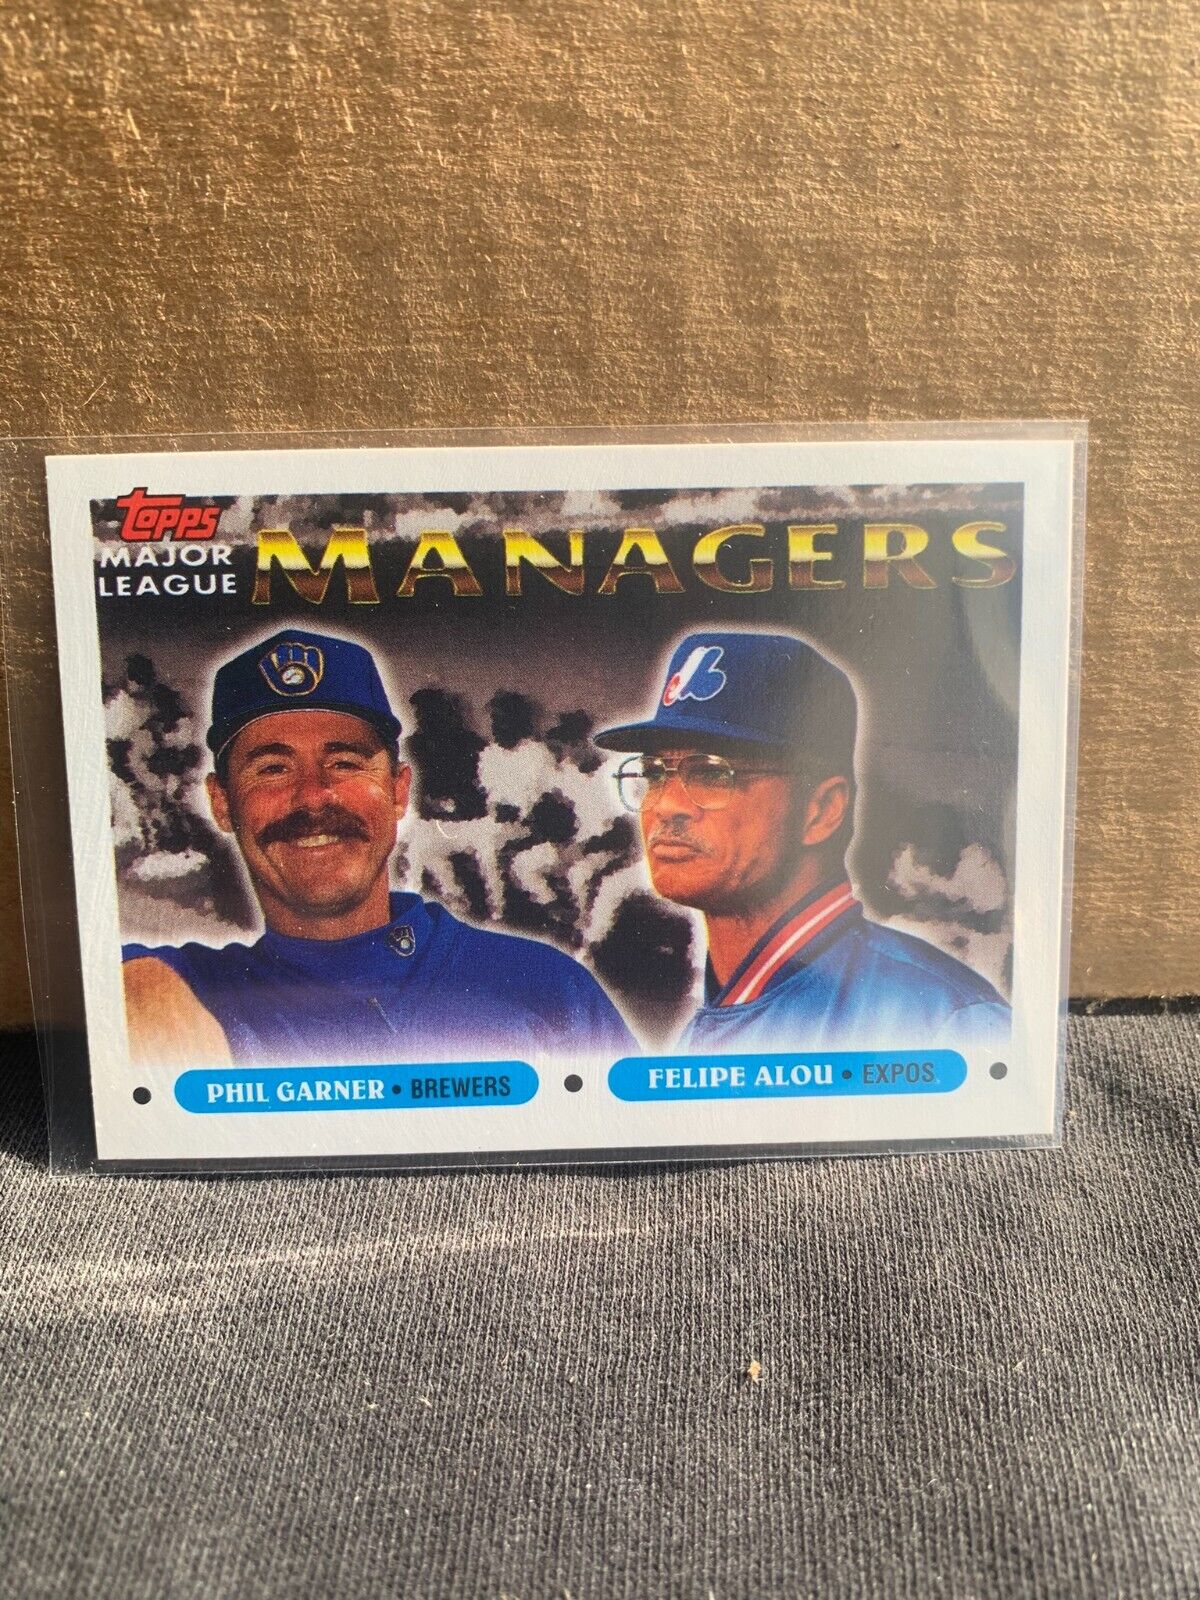 Topps
MAJOR LEAGUE
MANAGERS
PHIL GARNER • BREWERS
FELIPE ALOU • EXPOS